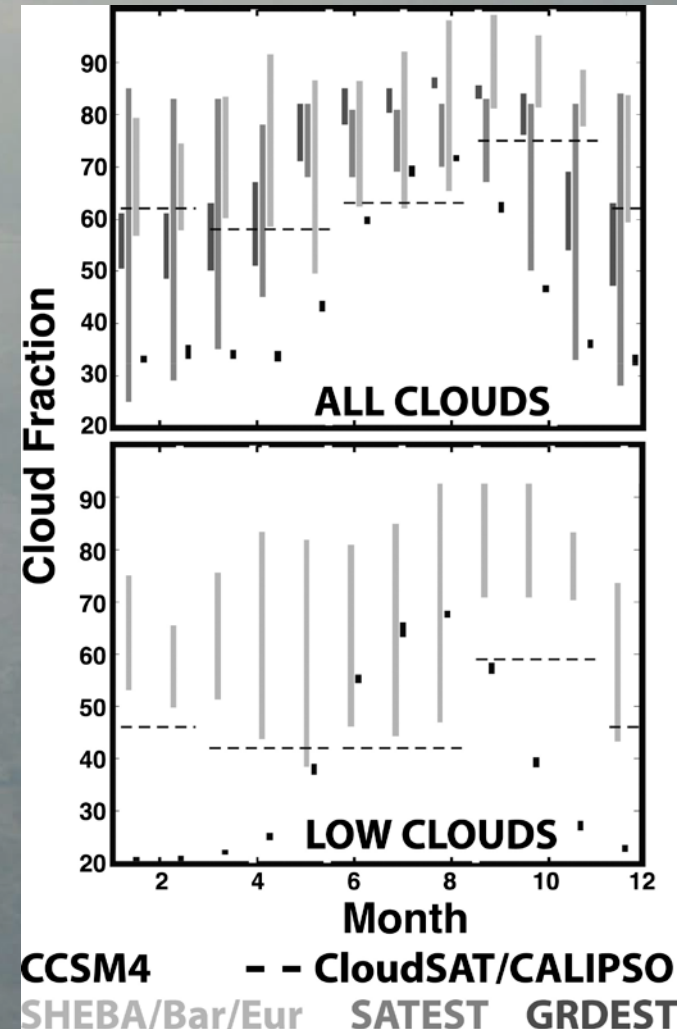 90
80
70
60
50
40
30
20
ALL CLOUDS
Cloud Fraction
90
80
70
60
50
40
30
20
LOW CLOUDS
2 4 6 8 10 12
Month
CCSM4 - - CloudSAT/CALIPSO
SHEBA/Bar/Eur SATEST GRDEST